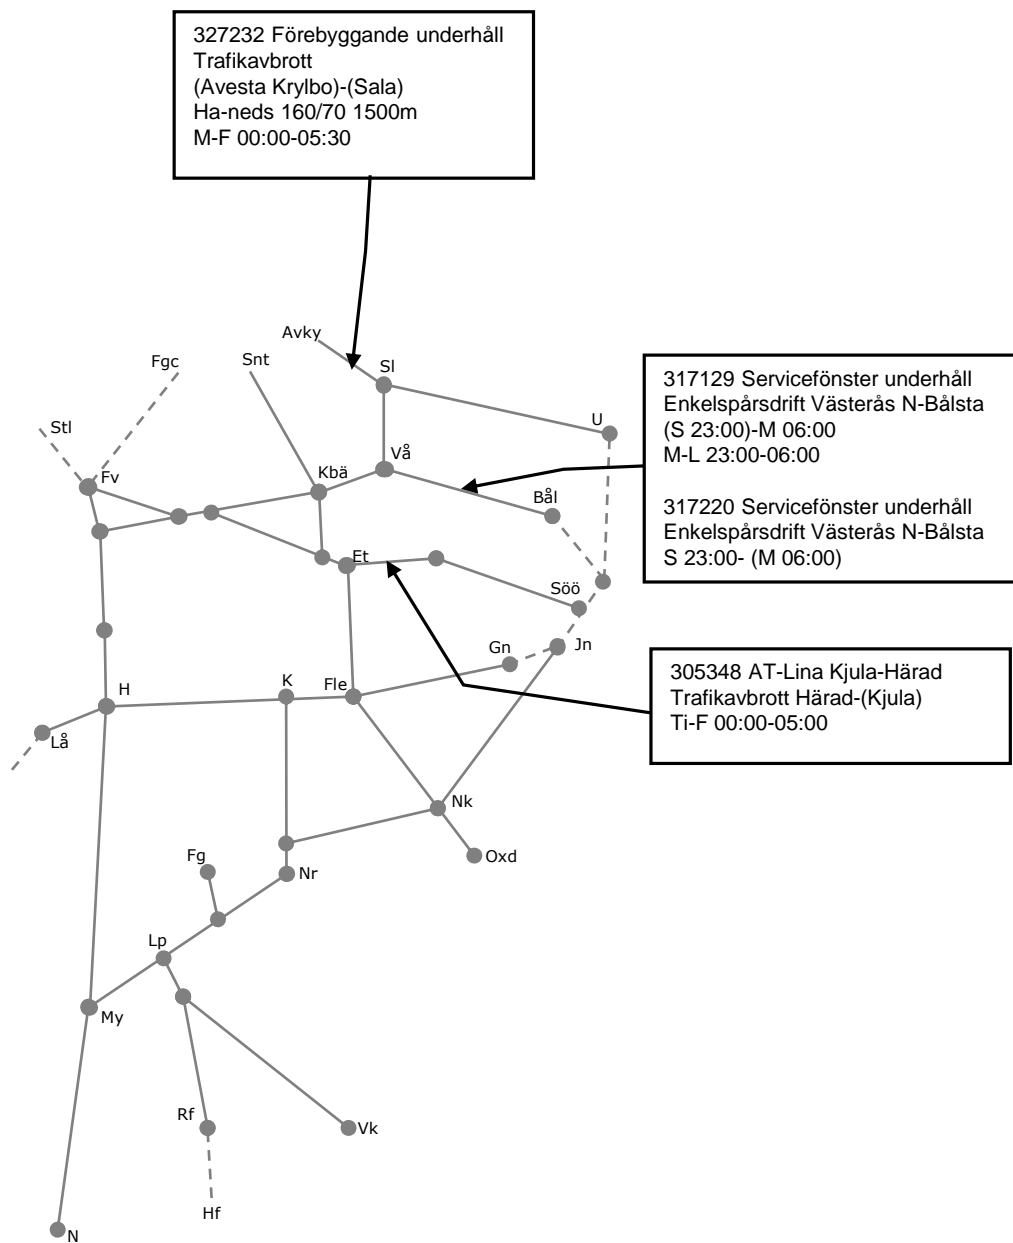 327232 Förebyggande underhåll
Trafikavbrott
(Avesta Krylbo)-(Sala)
Ha-neds 160/70 1500m
M-F 00:00-05:30
Avky
Fgc
Snt
Sl
317129 Servicefönster underhåll
Enkelspårsdrift Västerås N-Bålsta
(S 23:00)-M 06:00
M-L 23:00-06:00
317220 Servicefönster underhåll
Enkelspårsdrift Västerås N-Bålsta
S 23:00- (M 06:00)
Stl
U
Vå
Fv
Kbä
Bål
Et
Söö
Gn
Jn
305348 AT-Lina Kjula-Härad
Trafikavbrott Härad-(Kjula)
Ti-F 00:00-05:00
H
K
Fle
Lå
Nk
Fg
Oxd
Nr
Lp
My
Rf
Vk
Hf
N